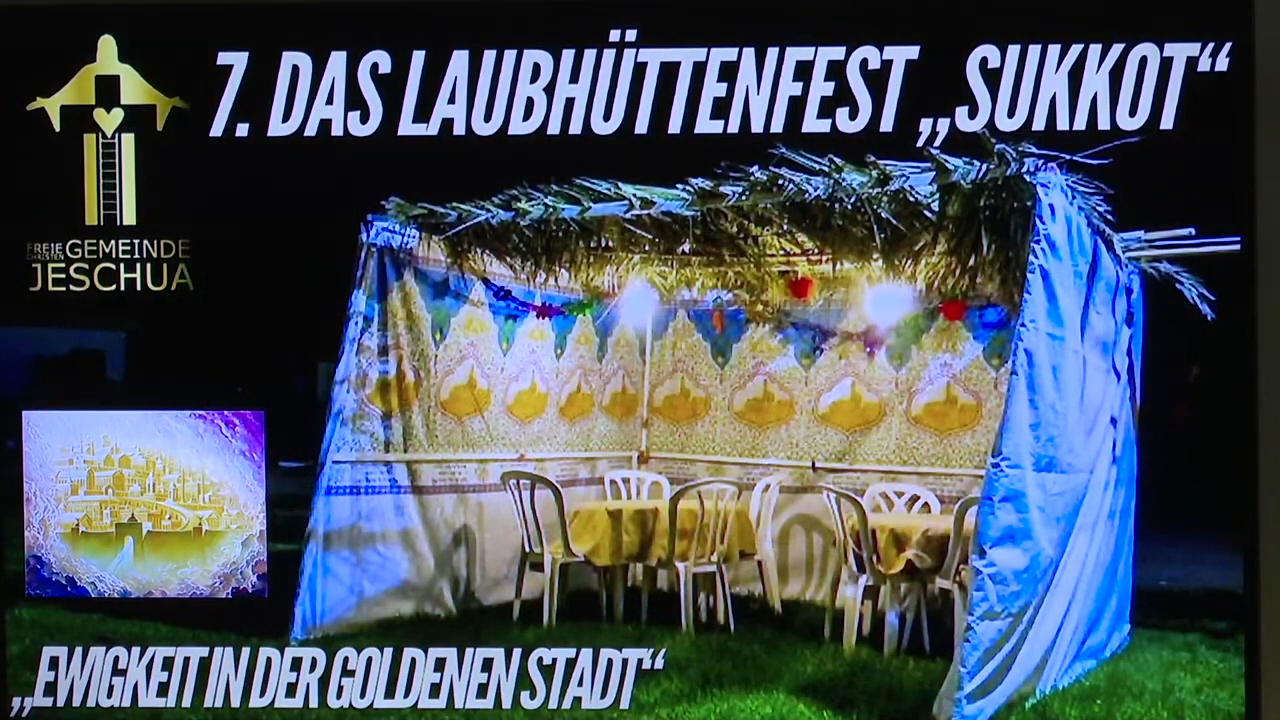 7. DAS LAUBHÜTTENFEST „SUKKOT“
FREIE CHRISTEN GEMEINDE
JESCHUA
„EWIGKEIT IN DER GOLDENEN STADT“